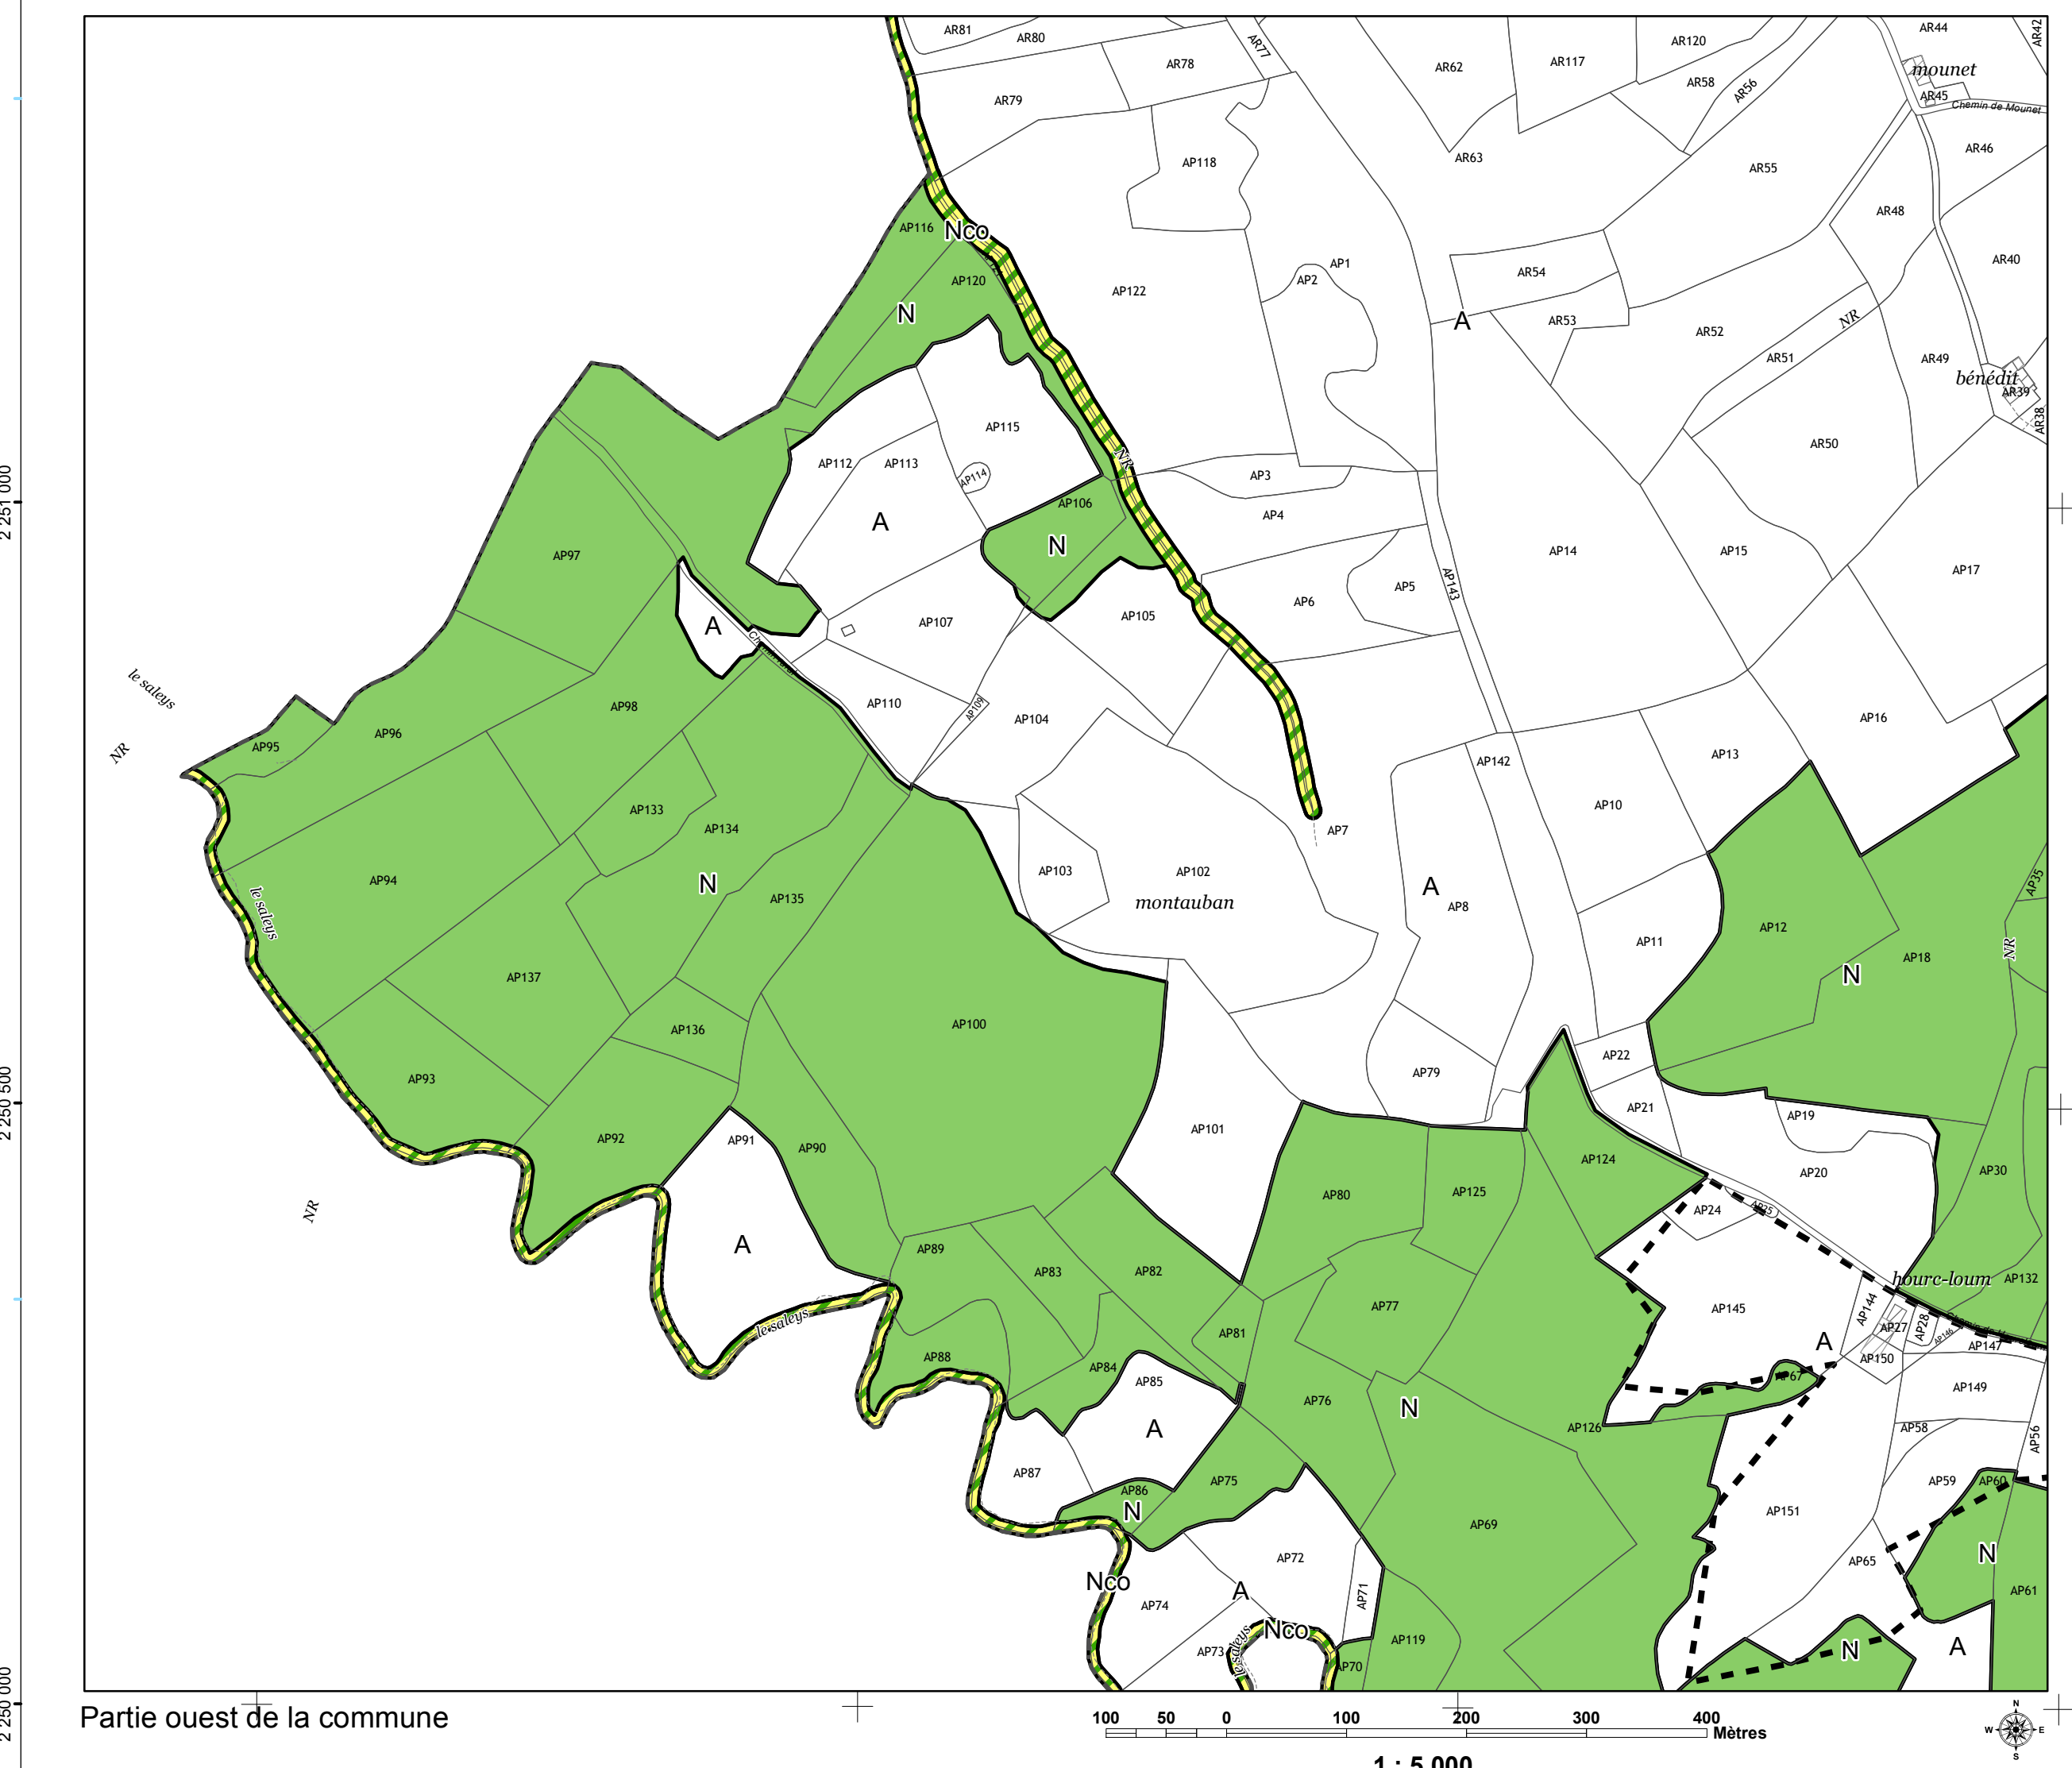 AR81
AR80
AR77
AR78
AR79
AR62
AR117
AR120
AR58
AR56
AR44
AR42
mounet
AR45
Chemin de Mounet
AR46
AR63
AR55
AP118
AR48
AP116
Nco
AP120
N
AP122
AP1
AP2
AR54
AR40
A
AR53
AR52
NR
AR51
AR49
bénédit
AR39
AR38
AP115
AP112
AP113
AP114
AR50
NR
AP3
2 251 000
AP106
AP4
A
N
AP97
AP14
AP15
AP17
AP143
AP5
AP6
A
AP107
AP105
le saleys
AP98
AP110
AP109
AP104
AP16
AP95
AP96
NR
AP142
AP13
AP133
AP134
AP10
AP7
AP94
N
AP103
AP102
A
AP8
AP35
montauban
le saleys
AP135
AP12
AP11
AP18
NR
AP137
N
AP100
AP136
AP22
AP93
AP79
2 250 500
AP21
AP19
AP101
AP92
AP91
AP90
AP124
AP20
AP30
AP80
AP125
NR
AP24
AP25
A
AP89
AP83
AP82
hourc-loum
AP132
AP77
AP145
AP144
le saleys
AP81
AP27
AP28
AP146
A
AP147
AP88
AP84
AP85
AP150
AP67
AP149
AP76
N
A
AP126
AP58
AP56
AP87
AP75
AP86
N
AP59
AP60
AP151
AP69
AP72
AP65
N
Nco
A
AP71
AP61
AP74
Nco
AP73
le saleys
AP119
AP70
N
A
2 250 000
Partie ouest de la commune
100 50 0 100 200 300 400 Mètres
1 : 5 000
N
W E
S